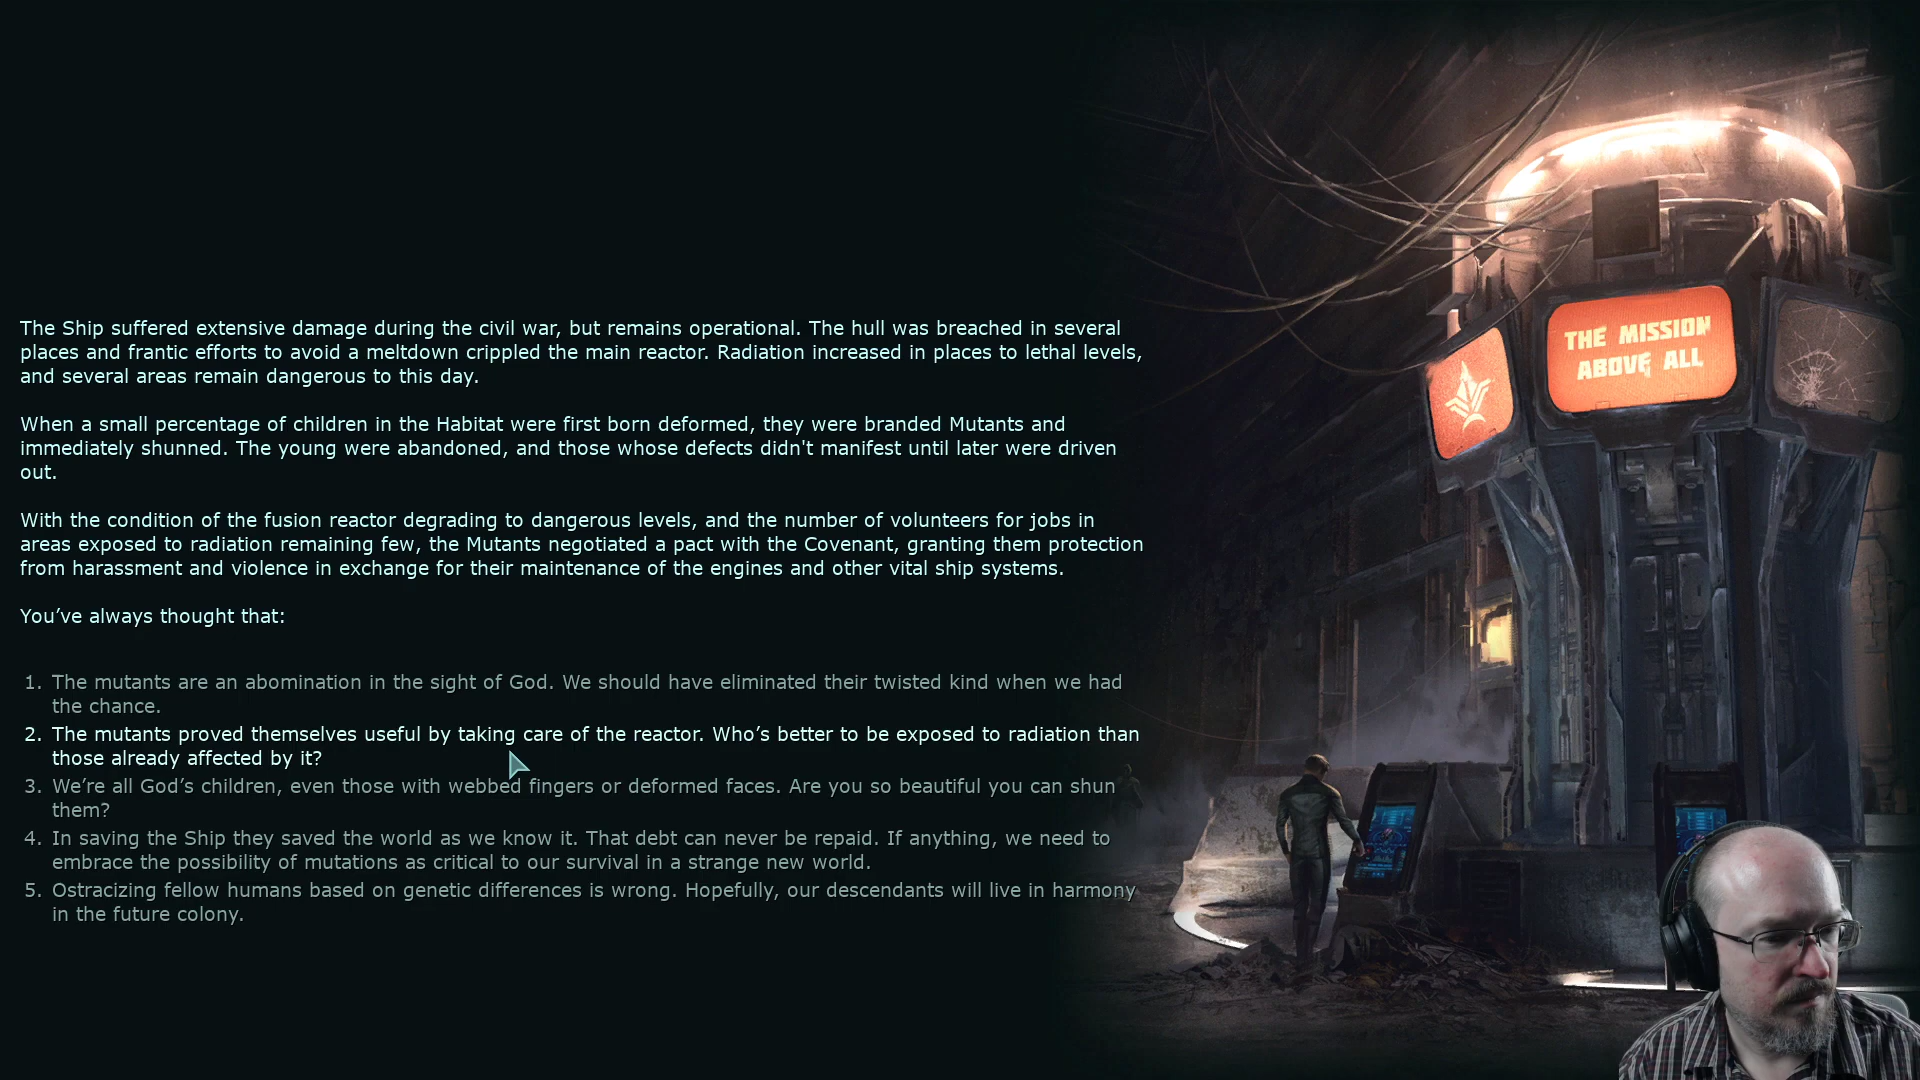 The Ship suffered extensive damage during the civil war, but remains operational. The hull was breached in several
places and frantic efforts to avoid a meltdown crippled the main reactor. Radiation increased in places to lethal levels,
and several areas remain dangerous to this day.
When a small percentage of children in the Habitat were first born deformed, they were branded Mutants and
immediately shunned. The young were abandoned, and those whose defects didn't manifest until later were driven
out.
With the condition of the fusion reactor degrading to dangerous levels, and the number of volunteers for jobs in
areas exposed to radiation remaining few, the Mutants negotiated a pact with the Covenant, granting them protection
from harassment and violence in exchange for their maintenance of the engines and other vital ship systems.
You’ve always thought that:
1. The mutants are an abomination in the sight of God. We should have eliminated their twisted kind when we had
the chance.
2. The mutants proved themselves useful by taking care of the reactor. Who’s better to be exposed to radiation than
those already affected by it?
3. We’re all God’s children, even those with webbed fingers or deformed faces. Are you so beautiful you can shun
them?
4. In saving the Ship they saved the world as we know it. That debt can never be repaid. If anything, we need to
embrace the possibility of mutations as critical to our survival in a strange new world.
5. Ostracizing fellow humans based on genetic differences is wrong. Hopefully, our descendants will live in harmony
in the future colony.
THE MISSION
ABOVE ALL